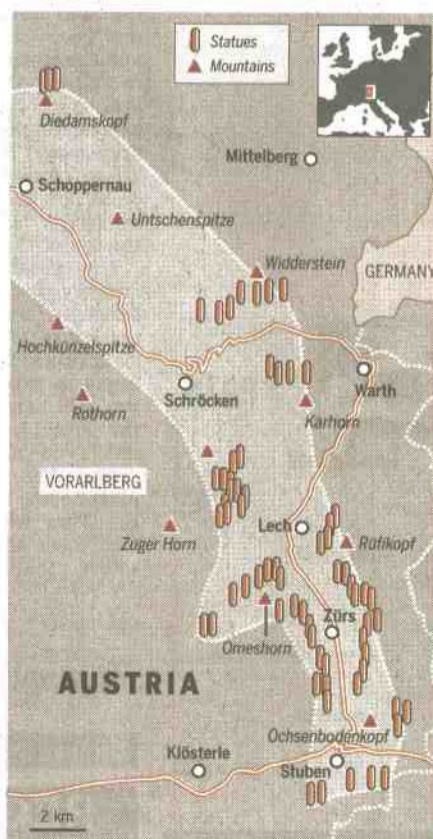 Statues
Mountains
Diedamskopf
Mittelberg
Schoppernau
Üntschenspitze
Widderstein
GERMANY
Hochkünzelspitze
Schröcken
Warth
Rothorn
Karhorn
VORARLBERG
Lech
Zuger Horn
Rüfikopf
Zürs
Omeshorn
AUSTRIA
Ochsenbodenkopf
Klösterle
Stuben
2 km